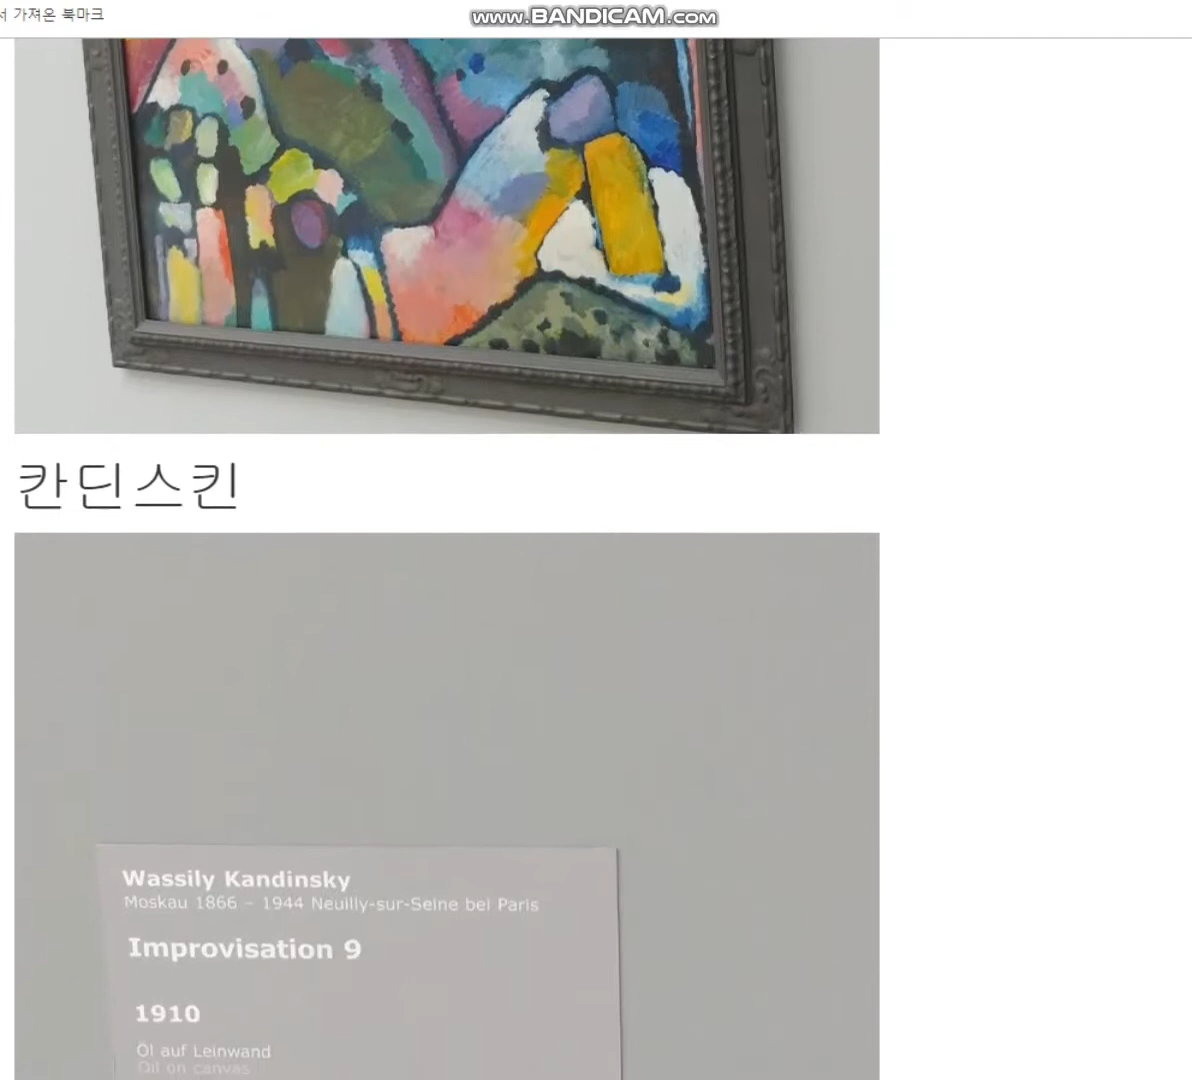 서 가져온 북마크
www.BANDICAM.com
칸딘스킨
Wassily Kandinsky
Moskau 1866 – 1944 Neuilly-sur-Seine bei Paris
Improvisation 9
1910
Öl auf Leinwand
Oil on canvas